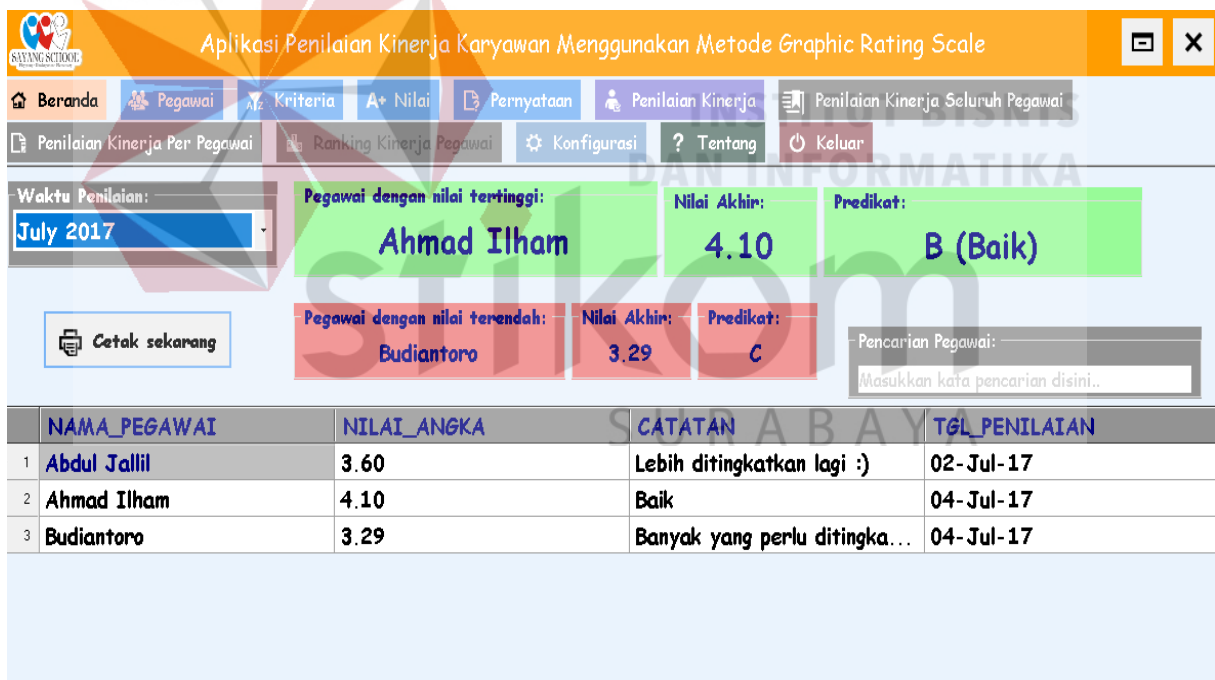 SAYANG SCHOOL
Aplikasi Penilaian Kinerja Karyawan Menggunakan Metode Graphic Rating Scale
Beranda Pegawai Kriteria A+ Nilai Pernyataan Penilaian Kinerja Penilaian Kinerja Seluruh Pegawai
INSTITUT BISNIS
Penilaian Kinerja Per Pegawai Ranking Kinerja Pegawai Konfigurasi ? Tentang Keluar
DAN INFORMATIKA
Waktu Penilaian: Pegawai dengan nilai tertinggi: Nilai Akhir: Predikat:
July 2017 Ahmad Ilham 4.10 B (Baik)
stikom
Pegawai dengan nilai terendah: Nilai Akhir: Predikat:
Cetak sekarang Budiantoro 3.29 C
Pencarian Pegawai:
Masukkan kata pencarian disini..
SURABAYA
NAMA_PEGAWAI NILAI_ANGKA CATATAN TGL_PENILAIAN
1 Abdul Jallil 3.60 Lebih ditingkatkan lagi :) 02-Jul-17
2 Ahmad Ilham 4.10 Baik 04-Jul-17
3 Budiantoro 3.29 Banyak yang perlu ditingka... 04-Jul-17